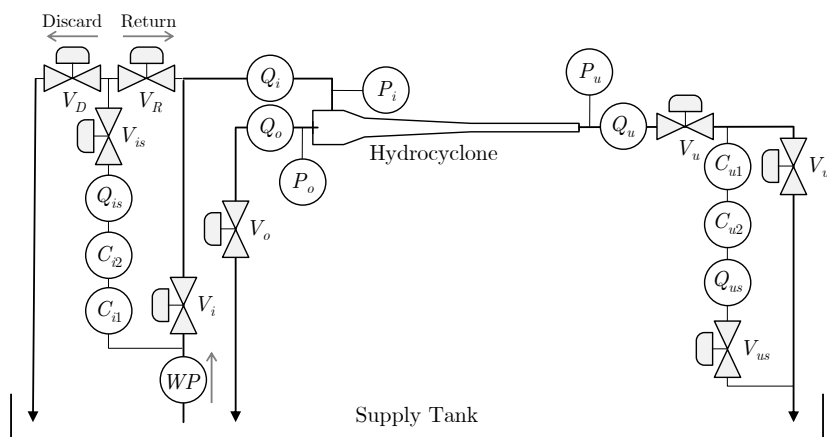 Discard Return
V_D V_R
Q_i
P_i
P_u
V_is
Q_o
Q_u
Hydrocyclone
V_u
P_o
C_u1
V_u
Q_is
C_u2
V_o
C_i2
Q_us
C_i1
V_i
V_us
WP
Supply Tank